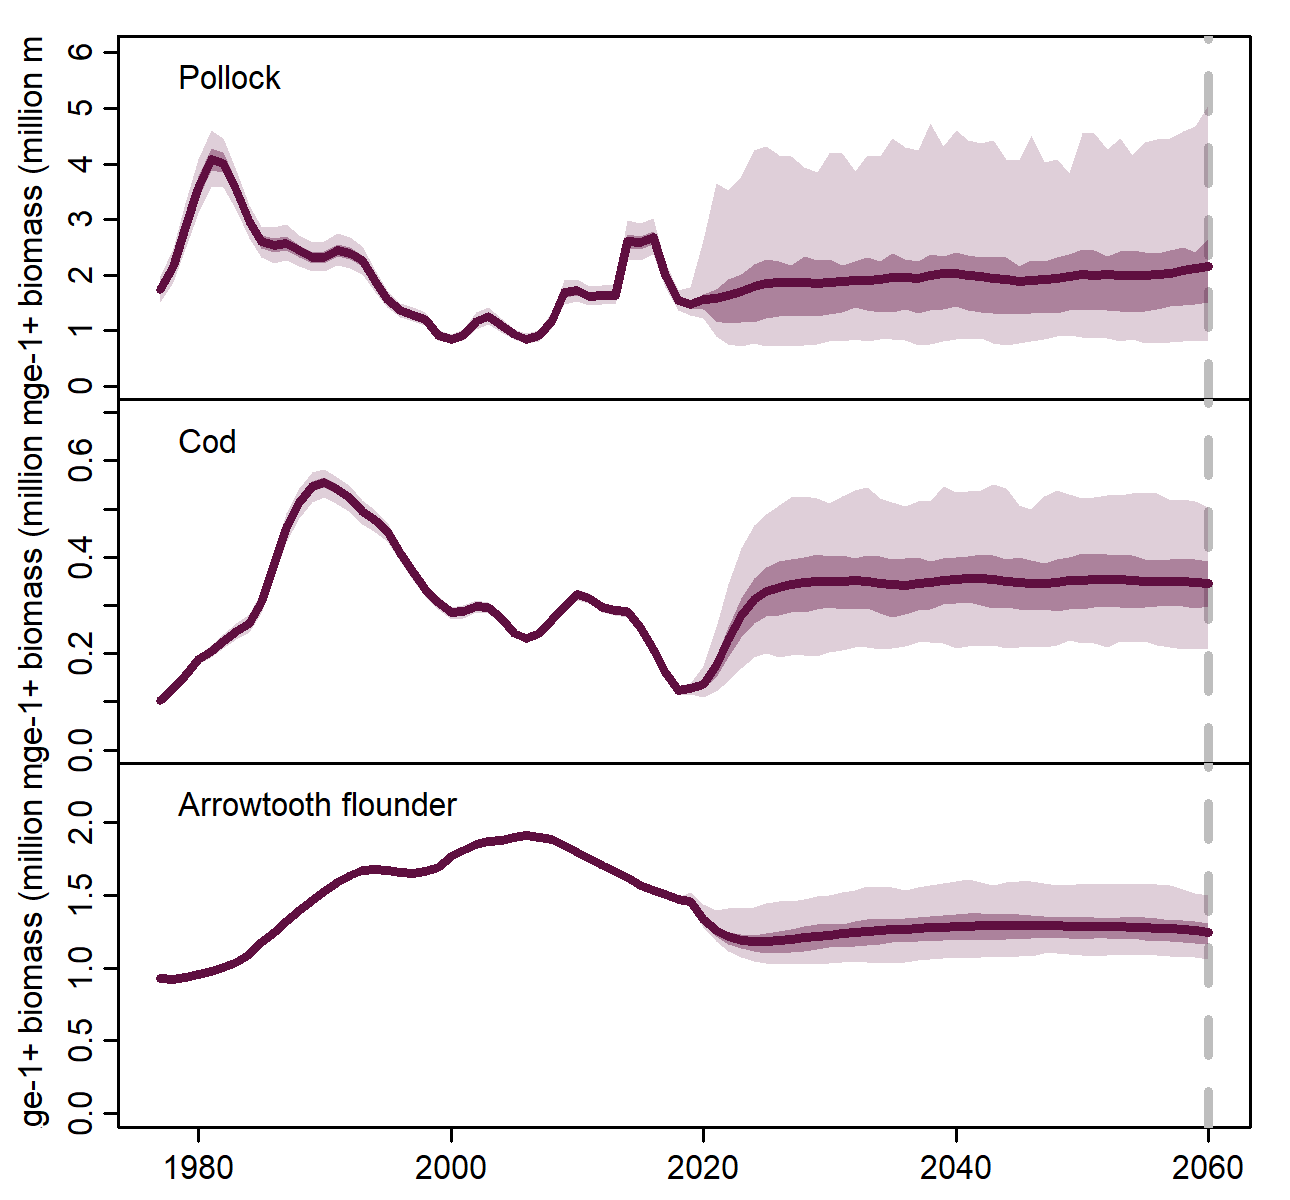 Pollock
0 1 2 3 4 5 6
ge-1+ biomass (million m
Cod
0.0 0.2 0.4 0.6
ge-1+ biomass (million m
Arrowtooth flounder
0.0 0.5 1.0 1.5 2.0
ge-1+ biomass (million m
1980 2000 2020 2040 2060